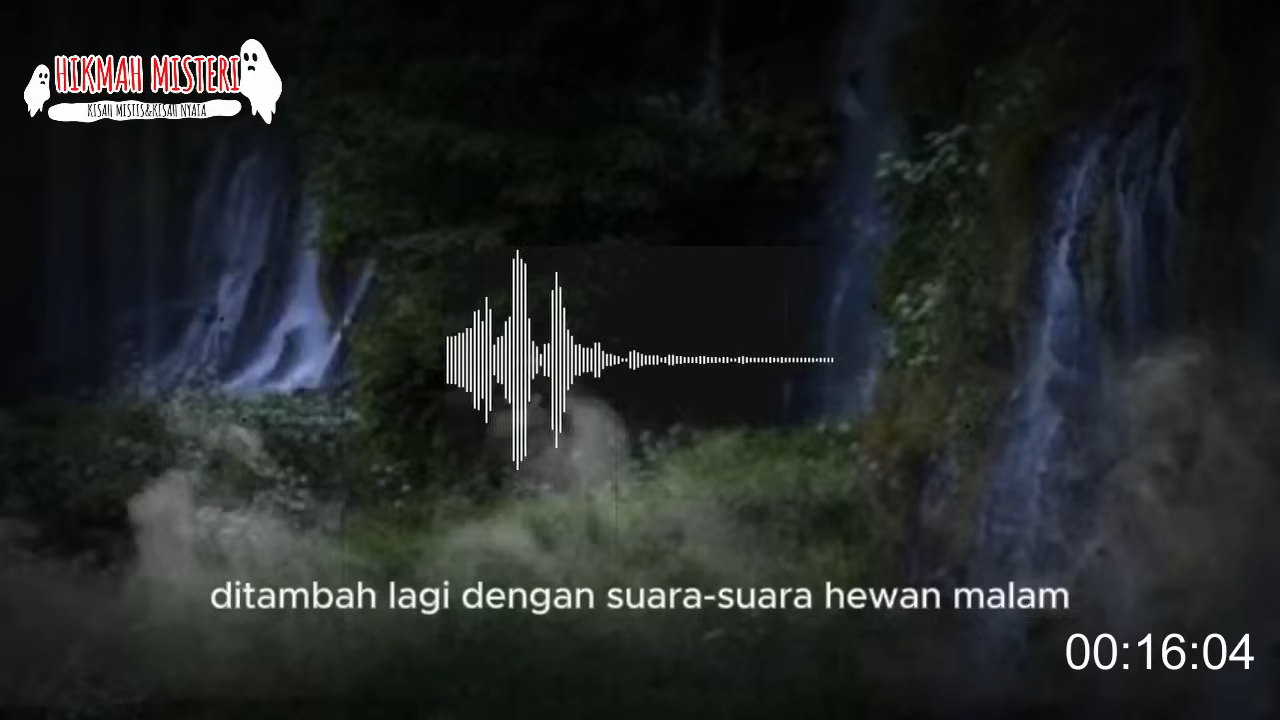 HIKMAH MISTERI
KISAH MISTIS&KISAH NYATA
ditambah lagi dengan suara-suara hewan malam
00:16:04